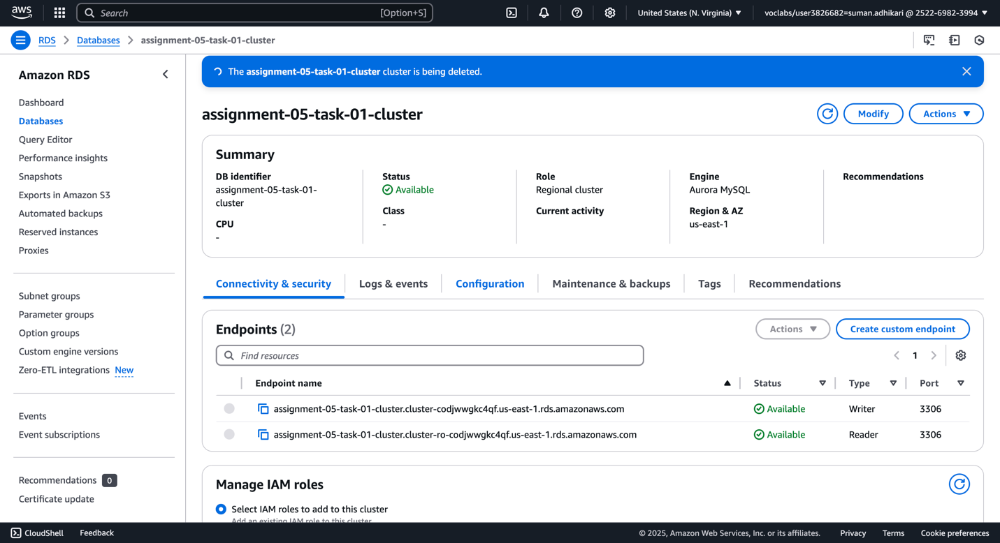 aws
Search
[Option+S]
United States (N. Virginia)
voclabs/user3826682=suman.adhikari @ 2522-6982-3994
RDS
Databases
assignment-05-task-01-cluster
Amazon RDS
Dashboard
Databases
Query Editor
Performance insights
Snapshots
Exports in Amazon S3
Automated backups
Reserved instances
Proxies
Subnet groups
Parameter groups
Option groups
Custom engine versions
Zero-ETL integrations New
Events
Event subscriptions
Recommendations 0
Certificate update
The assignment-05-task-01-cluster cluster is being deleted.
assignment-05-task-01-cluster
Modify
Actions
Summary
DB identifier
assignment-05-task-01-
cluster
CPU
-
Status
Available
Class
-
Role
Regional cluster
Current activity
Engine
Aurora MySQL
Region & AZ
us-east-1
Recommendations
Connectivity & security
Logs & events
Configuration
Maintenance & backups
Tags
Recommendations
Endpoints (2)
Actions
Create custom endpoint
Find resources
1
Endpoint name Status Type Port
assignment-05-task-01-cluster.cluster-codjwwgkc4qf.us-east-1.rds.amazonaws.com Available Writer 3306
assignment-05-task-01-cluster.cluster-ro-codjwwgkc4qf.us-east-1.rds.amazonaws.com Available Reader 3306
Manage IAM roles
Select IAM roles to add to this cluster
Add an existing IAM role to this cluster
CloudShell
Feedback
© 2025, Amazon Web Services, Inc. or its affiliates.
Privacy
Terms
Cookie preferences